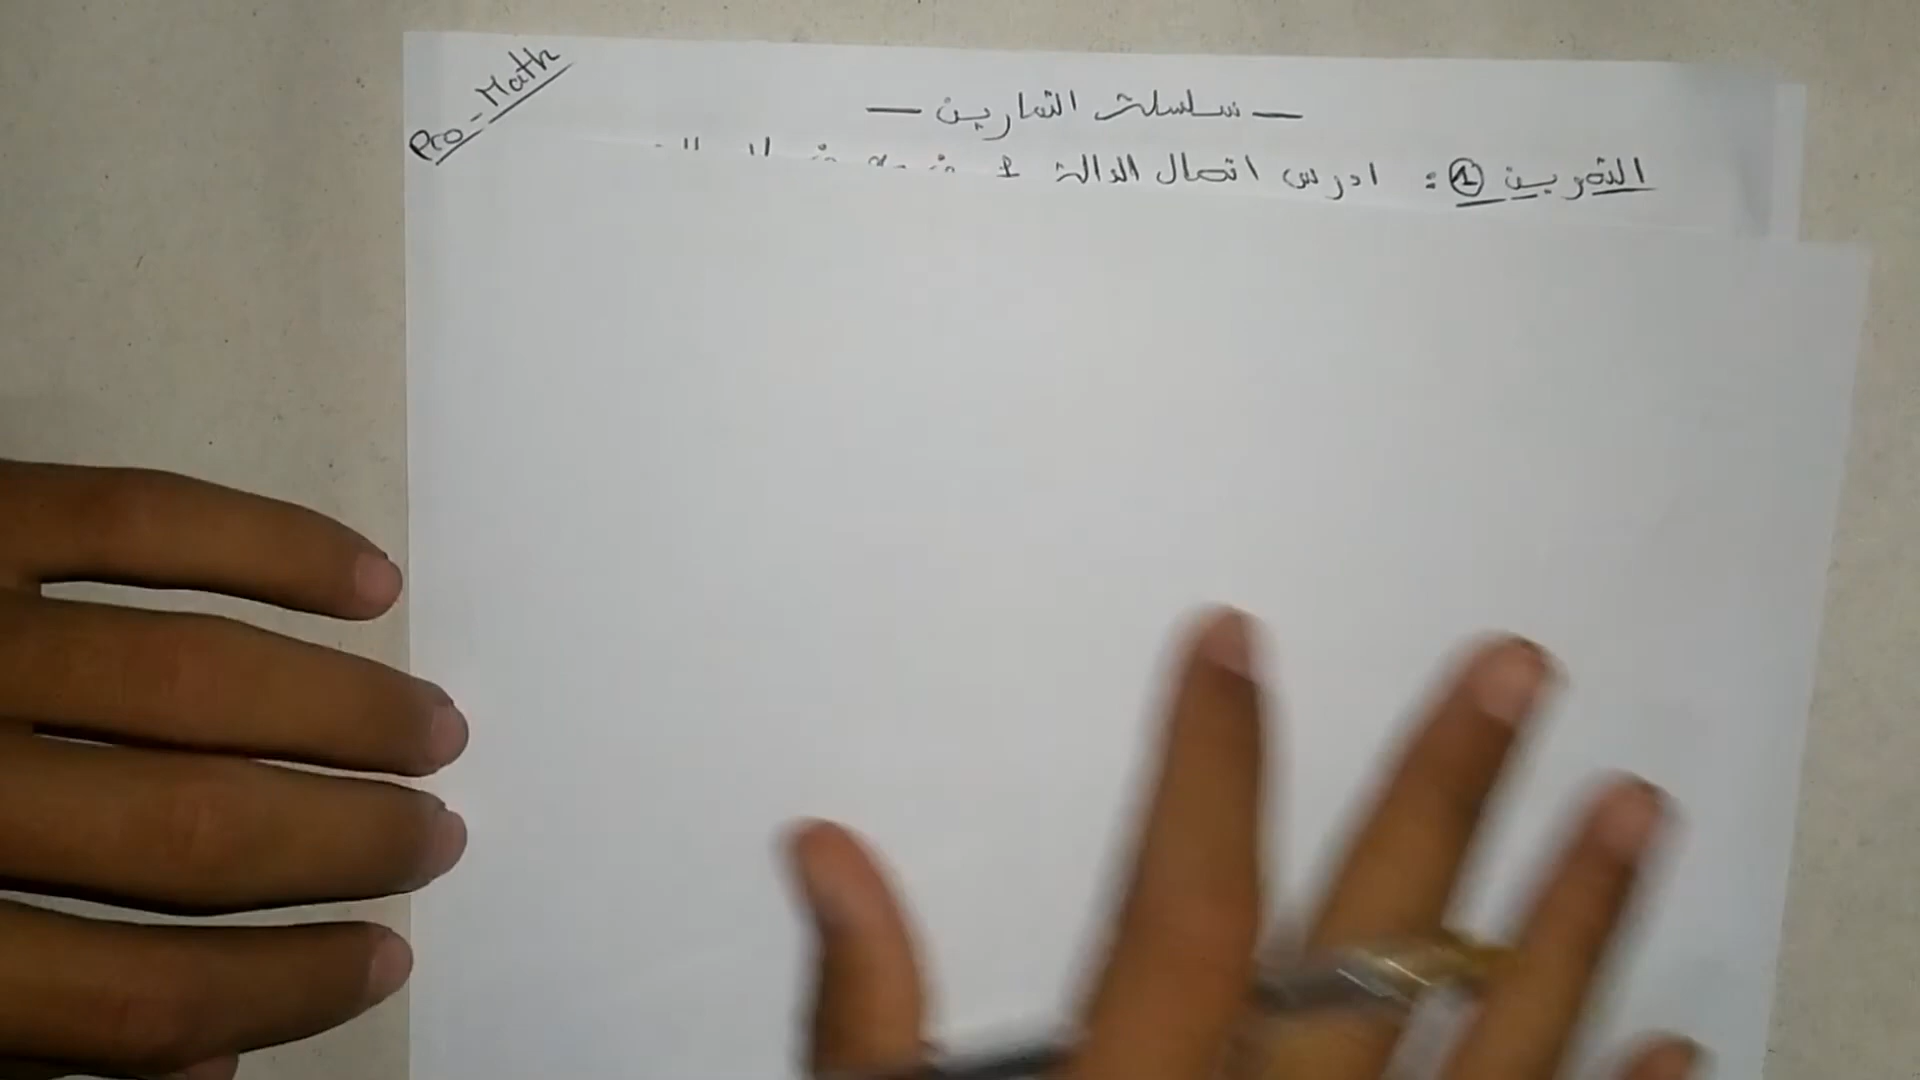 Pro-Math
— سلسلة التمارين —
التمرين ①: ادرس اتصال الدالة f